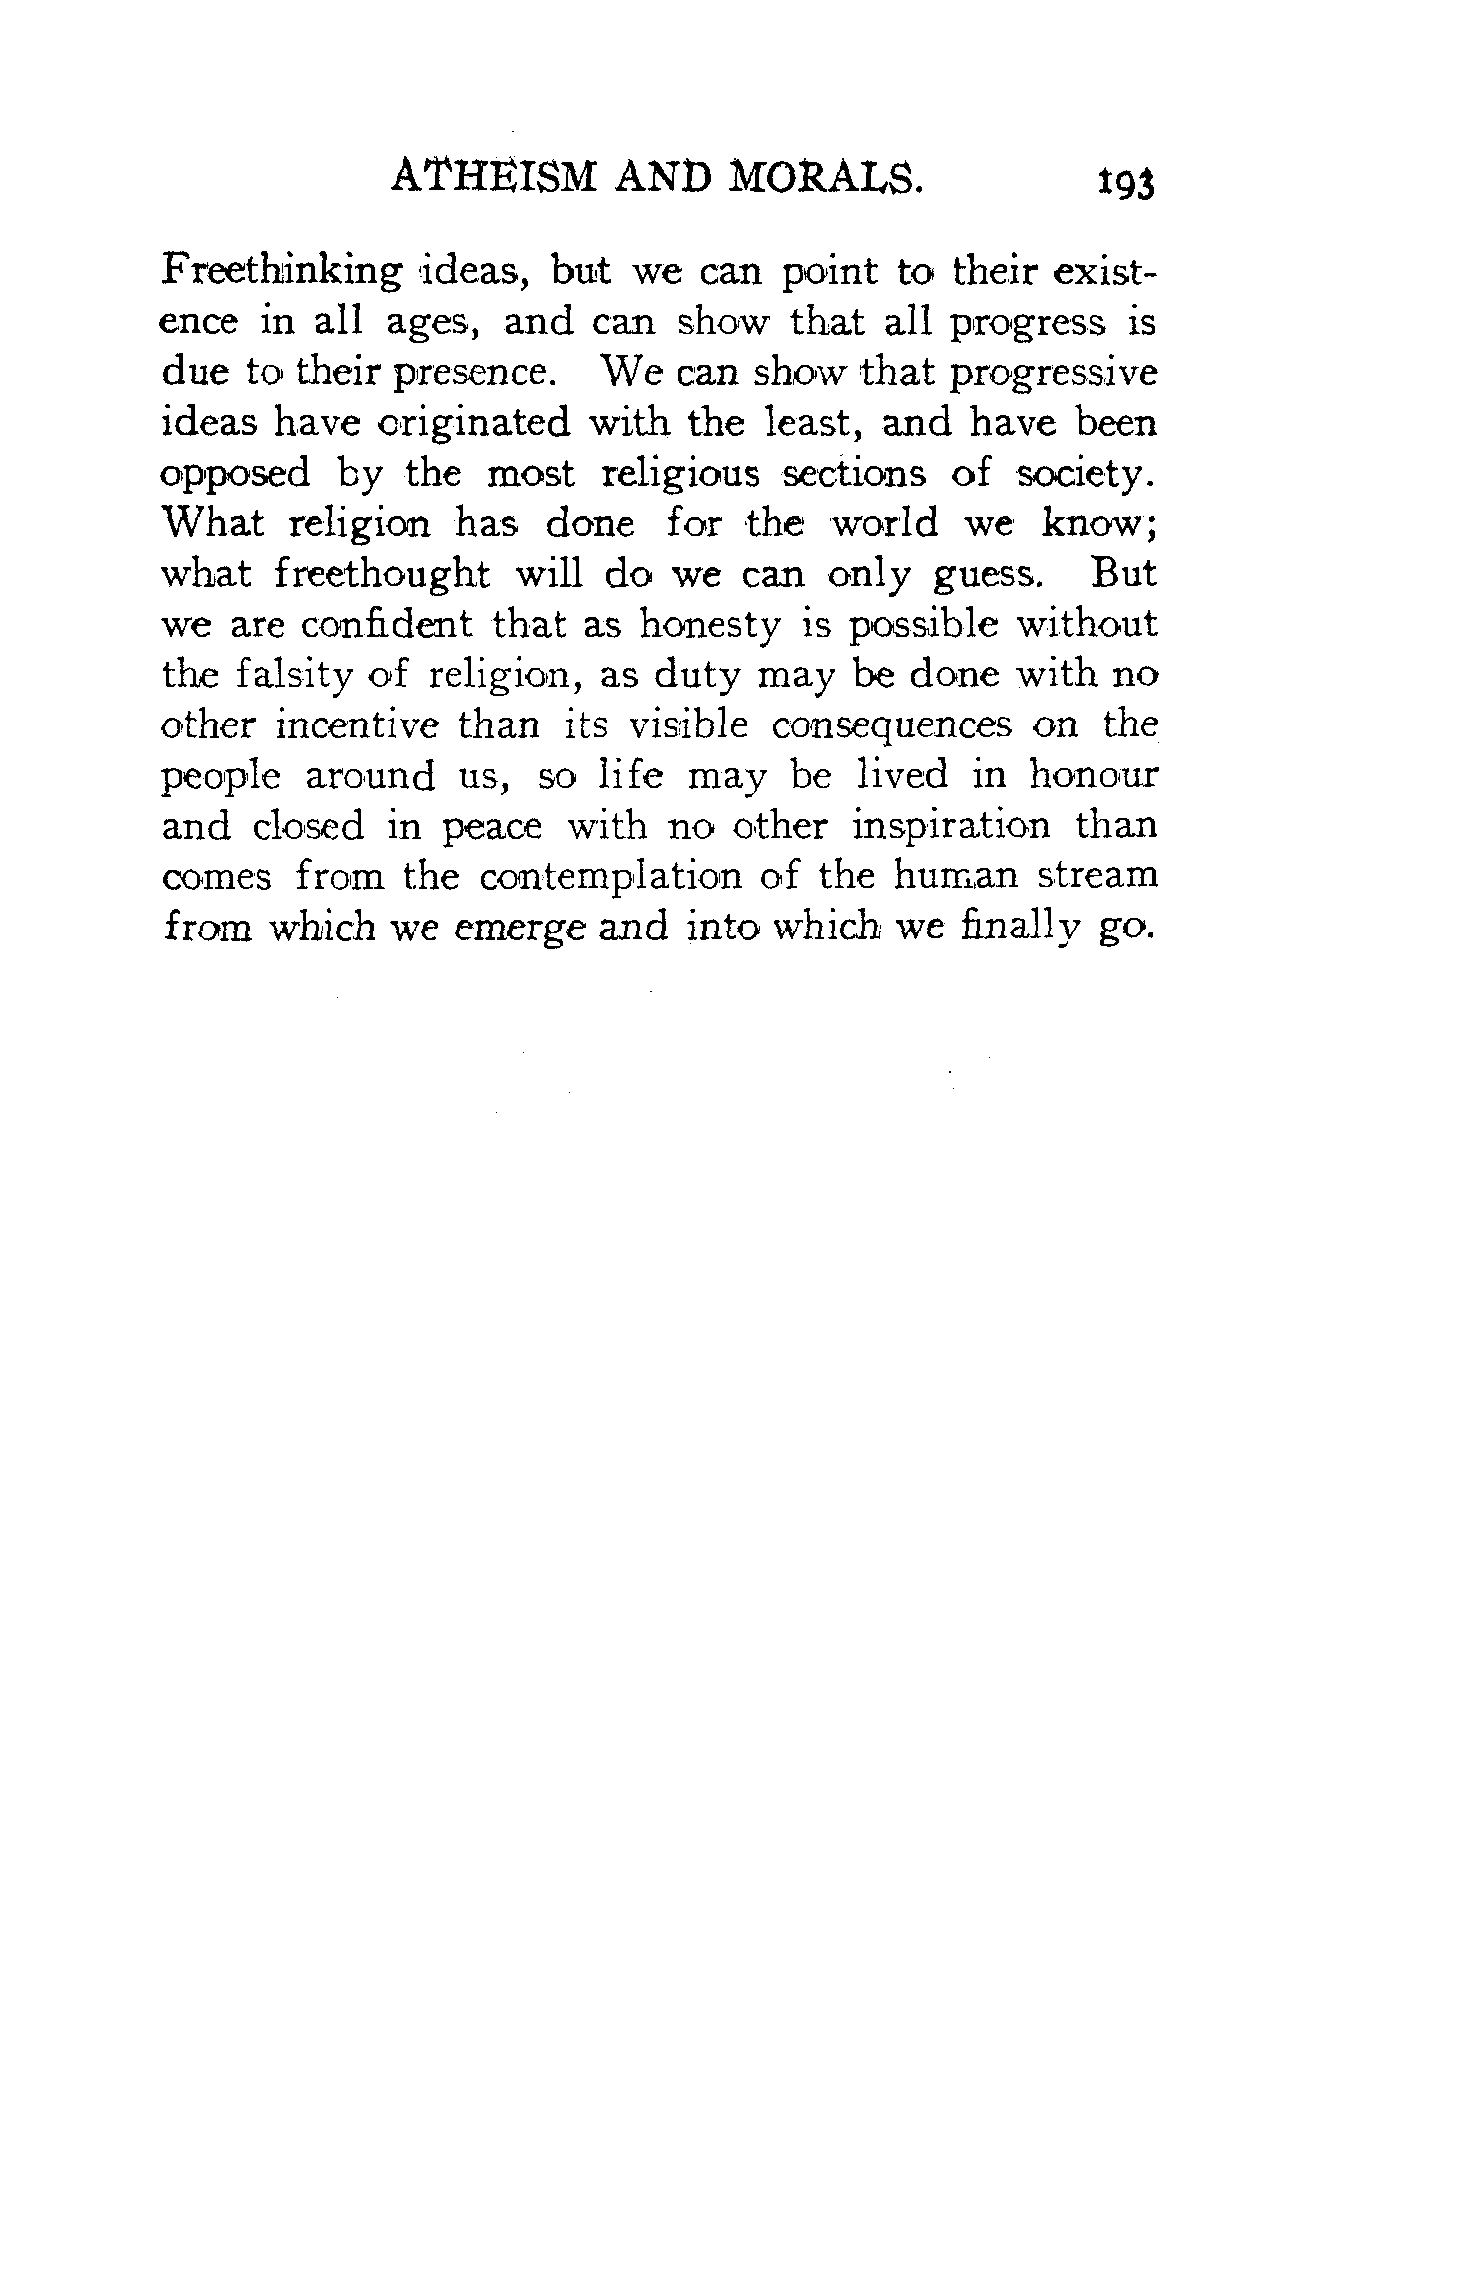 ATHEISM AND MORALS. 193
Freethinking ideas, but we can point to their exist-
ence in all ages, and can show that all progress is
due to their presence. We can show that progressive
ideas have originated with the least, and have been
opposed by the most religious sections of society.
What religion has done for the world we know;
what freethought will do we can only guess. But
we are confident that as honesty is possible without
the falsity of religion, as duty may be done with no
other incentive than its visible consequences on the
people around us, so life may be lived in honour
and closed in peace with no other inspiration than
comes from the contemplation of the human stream
from which we emerge and into which we finally go.